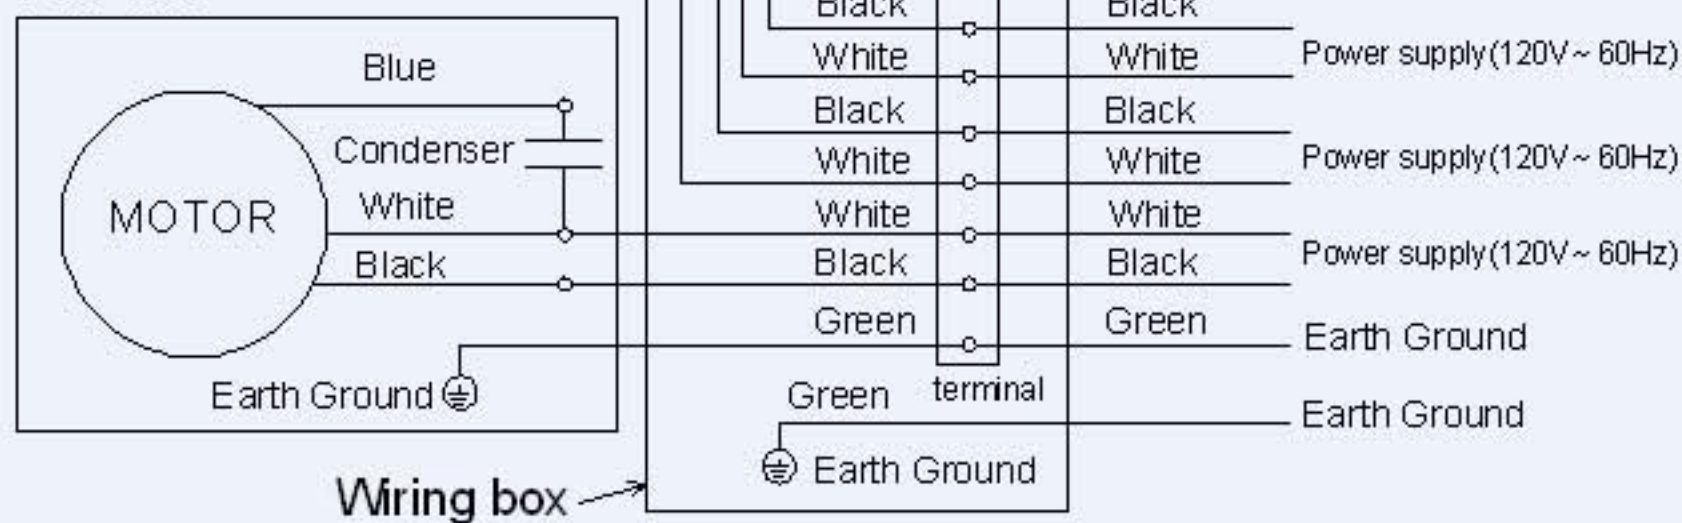 Black Black
White White Power supply(120V~ 60Hz)
Blue
Black Black
Condenser White White Power supply(120V~ 60Hz)
MOTOR White White White
Black Black Black Power supply(120V~ 60Hz)
Green Green Earth Ground
Earth Ground Green terminal Earth Ground
Earth Ground
Wiring box